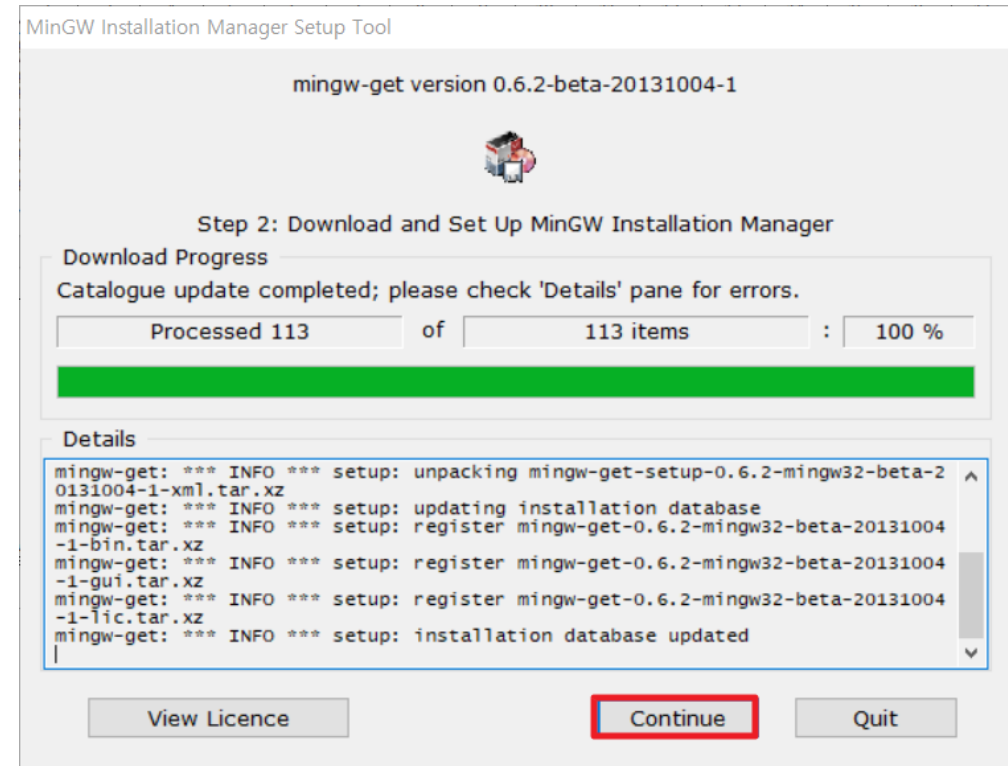 MinGW Installation Manager Setup Tool
mingw-get version 0.6.2-beta-20131004-1
Step 2: Download and Set Up MinGW Installation Manager
Download Progress
Catalogue update completed; please check 'Details' pane for errors.
Processed 113 of 113 items : 100 %
Details
mingw-get: *** INFO *** setup: unpacking mingw-get-setup-0.6.2-mingw32-beta-2
0131004-1-xml.tar.xz
mingw-get: *** INFO *** setup: updating installation database
mingw-get: *** INFO *** setup: register mingw-get-0.6.2-mingw32-beta-20131004
-1-bin.tar.xz
mingw-get: *** INFO *** setup: register mingw-get-0.6.2-mingw32-beta-20131004
-1-gui.tar.xz
mingw-get: *** INFO *** setup: register mingw-get-0.6.2-mingw32-beta-20131004
-1-lic.tar.xz
mingw-get: *** INFO *** setup: installation database updated
View Licence Continue Quit